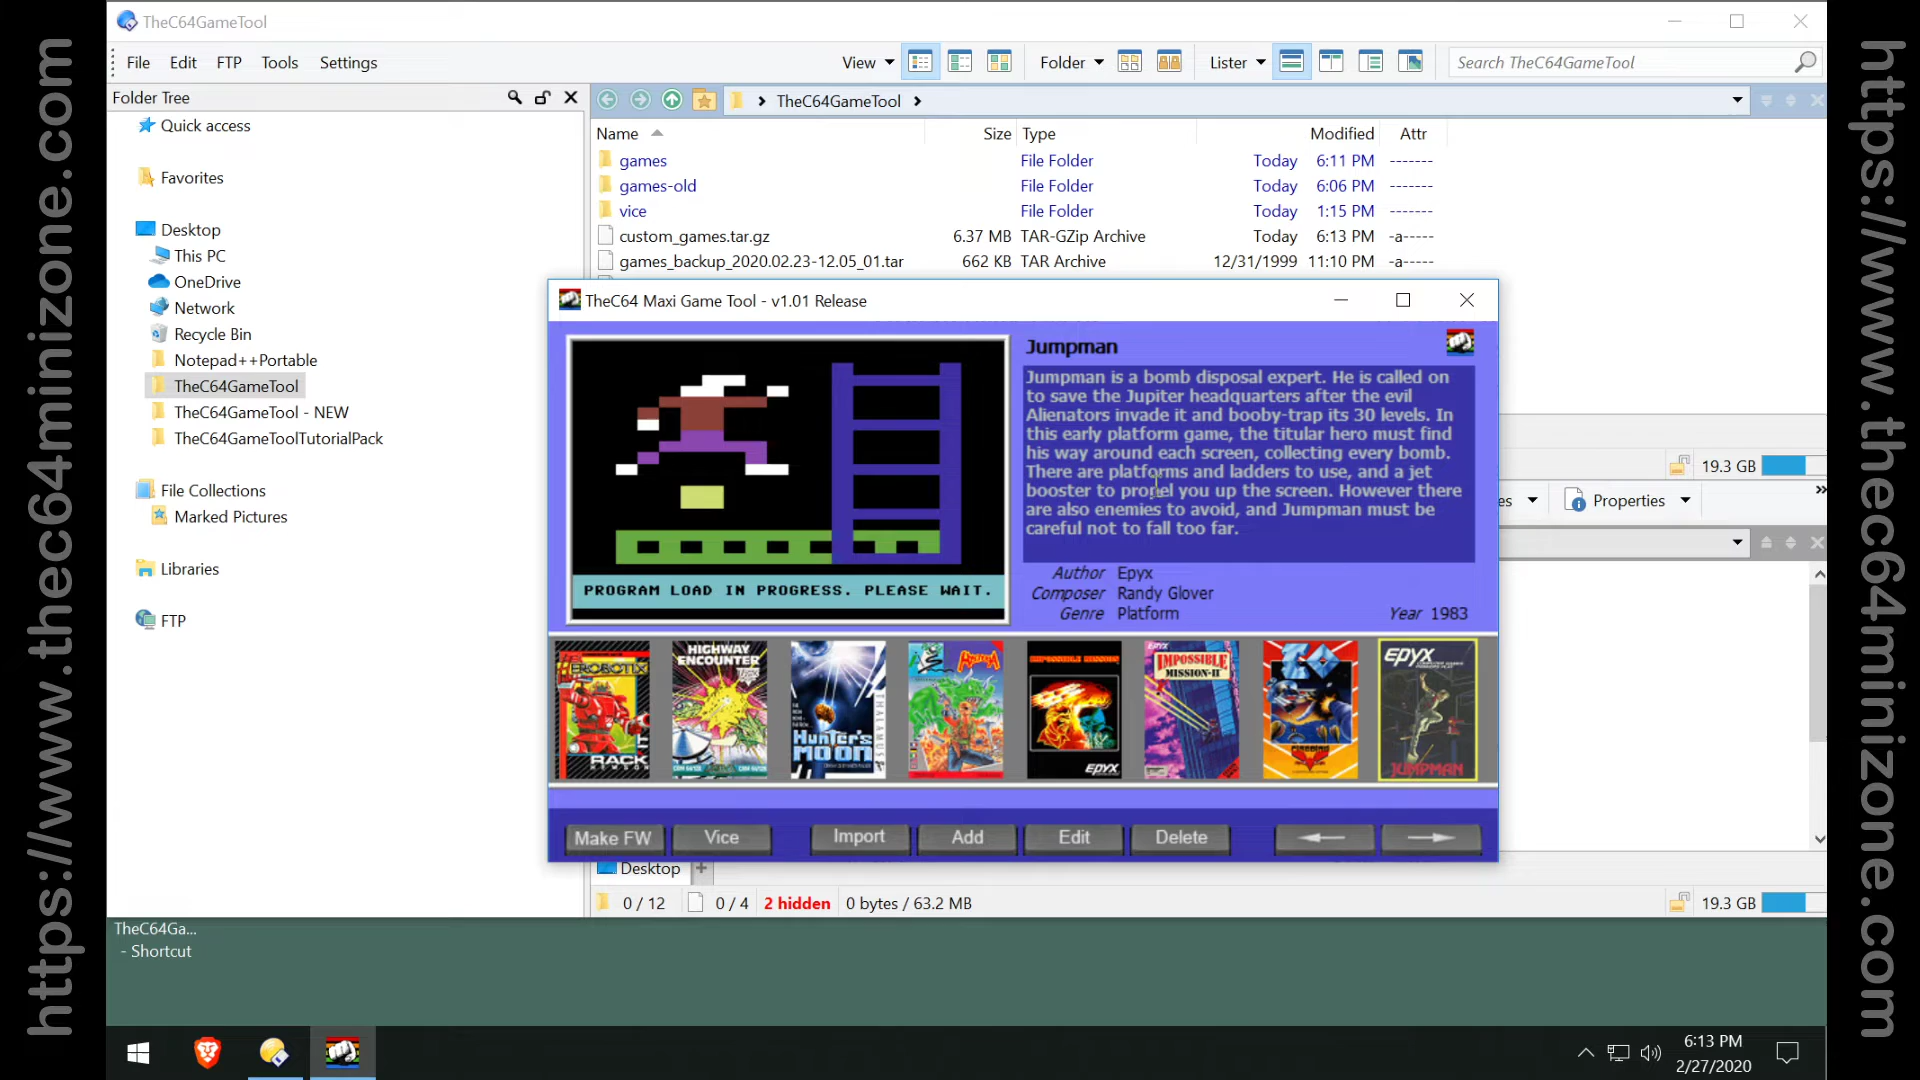 https://www.thec64minizone.com
TheC64GameTool
File Edit FTP Tools Settings
View Folder Lister Search TheC64GameTool
Folder Tree
TheC64GameTool
Quick access
Favorites
Desktop
This PC
OneDrive
Network
Recycle Bin
Notepad++Portable
TheC64GameTool
TheC64GameTool - NEW
TheC64GameToolTutorialPack
File Collections
Marked Pictures
Libraries
FTP
Name Size Type Modified Attr
games File Folder Today 6:11 PM -------
games-old File Folder Today 6:06 PM -------
vice File Folder Today 1:15 PM -------
custom_games.tar.gz 6.37 MB TAR-GZip Archive Today 6:13 PM -a-----
games_backup_2020.02.23-12.05_01.tar 662 KB TAR Archive 12/31/1999 11:10 PM -a-----
TheC64 Maxi Game Tool - v1.01 Release
PROGRAM LOAD IN PROGRESS. PLEASE WAIT.
Jumpman
Jumpman is a bomb disposal expert. He is called on
to save the Jupiter headquarters after the evil
Alienators invade it and booby-trap its 30 levels. In
this early platform game, the titular hero must find
his way around each screen, collecting every bomb.
There are platforms and ladders to use, and a jet
booster to propel you up the screen. However there
are also enemies to avoid, and Jumpman must be
careful not to fall too far.
Author Epyx
Composer Randy Glover
Genre Platform Year 1983
19.3 GB
Properties
RACK
HIGHWAY
ENCOUNTER
Hunter's
MOON
THALAMUS
IMPOSSIBLE MISSION
EPYX
EPYX
IMPOSSIBLE
MISSION-II
IO
FIREBIRD
EPYX
JUMPMAN
Make FW Vice Import Add Edit Delete
Desktop +
0 / 12 0 / 4 2 hidden 0 bytes / 63.2 MB 19.3 GB
TheC64Ga...
- Shortcut
6:13 PM
2/27/2020
https://www.thec64minizone.com